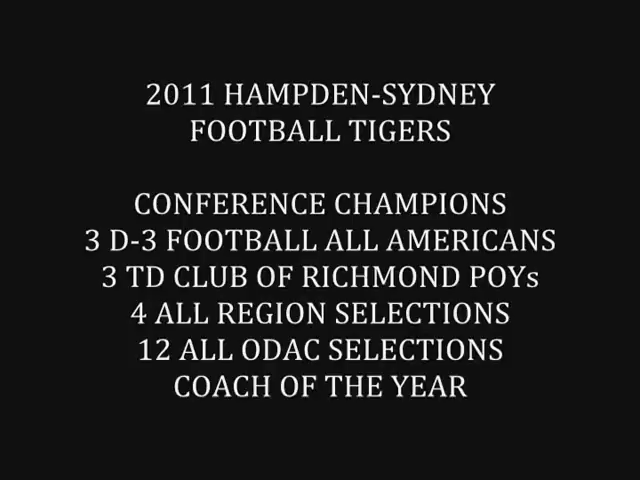 2011 HAMPDEN-SYDNEY
FOOTBALL TIGERS
CONFERENCE CHAMPIONS
3 D-3 FOOTBALL ALL AMERICANS
3 TD CLUB OF RICHMOND POYs
4 ALL REGION SELECTIONS
12 ALL ODAC SELECTIONS
COACH OF THE YEAR